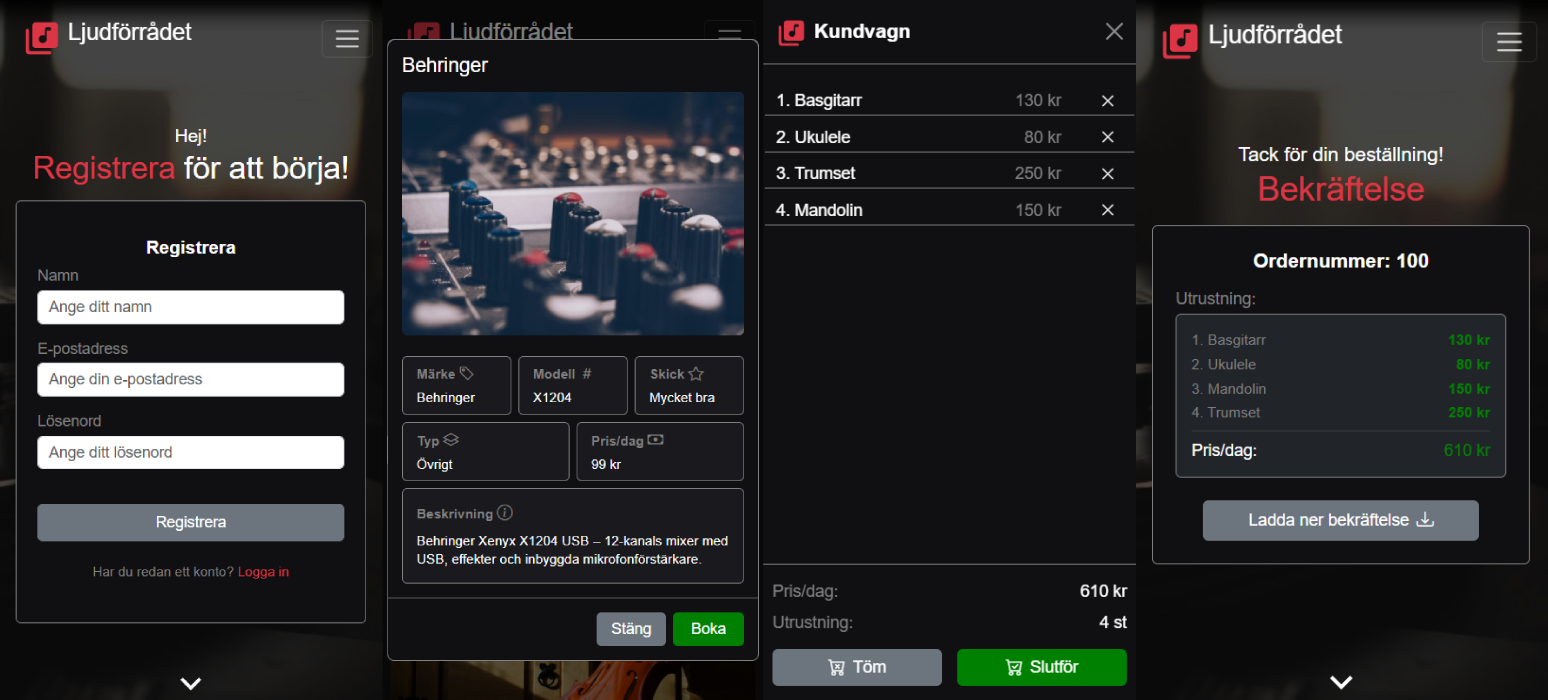 Ljudförrådet
Hej!
Registrera för att börja!
Registrera
Namn
Ange ditt namn
E-postadress
Ange din e-postadress
Lösenord
Ange ditt lösenord
Registrera
Har du redan ett konto? Logga in
Ljudförrådet
Behringer
Märke
Behringer
Modell #
X1204
Skick
Mycket bra
Typ
Övrigt
Pris/dag
99 kr
Beskrivning
Behringer Xenyx X1204 USB – 12-kanals mixer med
USB, effekter och inbyggda mikrofonförstärkare.
Stäng
Boka
Kundvagn
1. Basgitarr 130 kr
2. Ukulele 80 kr
3. Trumset 250 kr
4. Mandolin 150 kr
Pris/dag: 610 kr
Utrustning: 4 st
Töm
Slutför
Ljudförrådet
Tack för din beställning!
Bekräftelse
Ordernummer: 100
Utrustning:
1. Basgitarr 130 kr
2. Ukulele 80 kr
3. Mandolin 150 kr
4. Trumset 250 kr
Pris/dag: 610 kr
Ladda ner bekräftelse